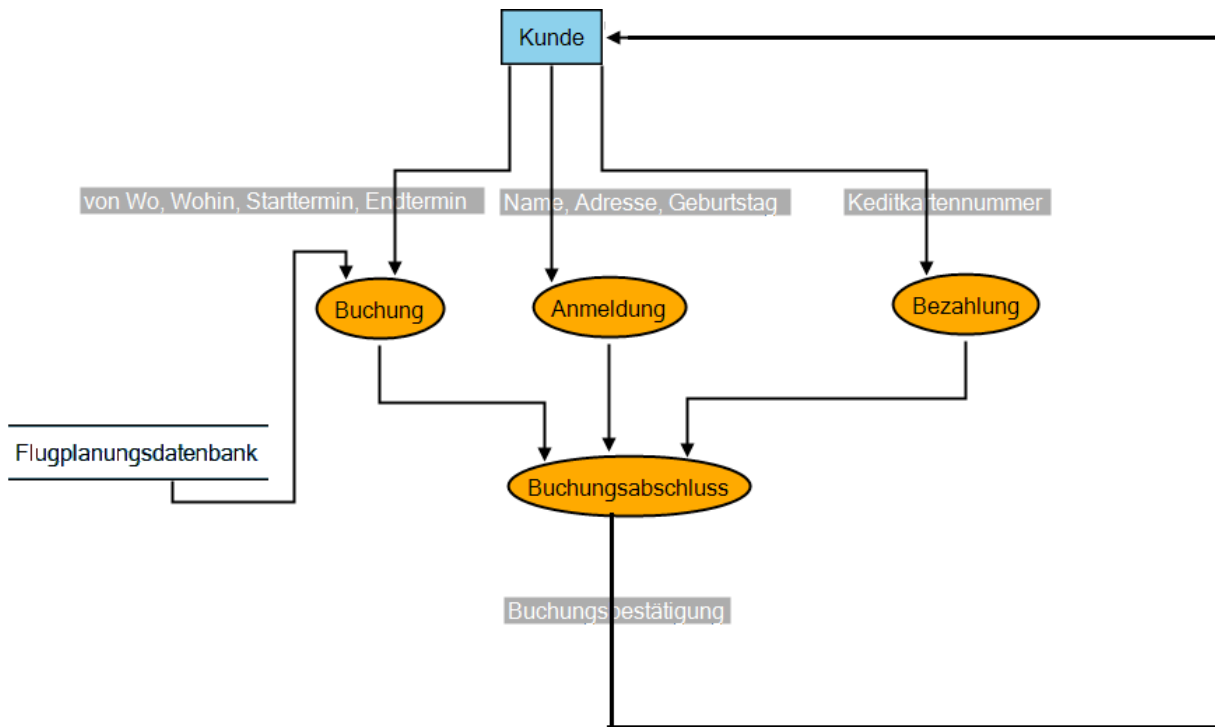 Kunde
von Wo, Wohin, Starttermin, Endtermin
Name, Adresse, Geburtstag
Keditkartennummer
Buchung
Anmeldung
Bezahlung
Flugplanungsdatenbank
Buchungsabschluss
Buchungsbestätigung